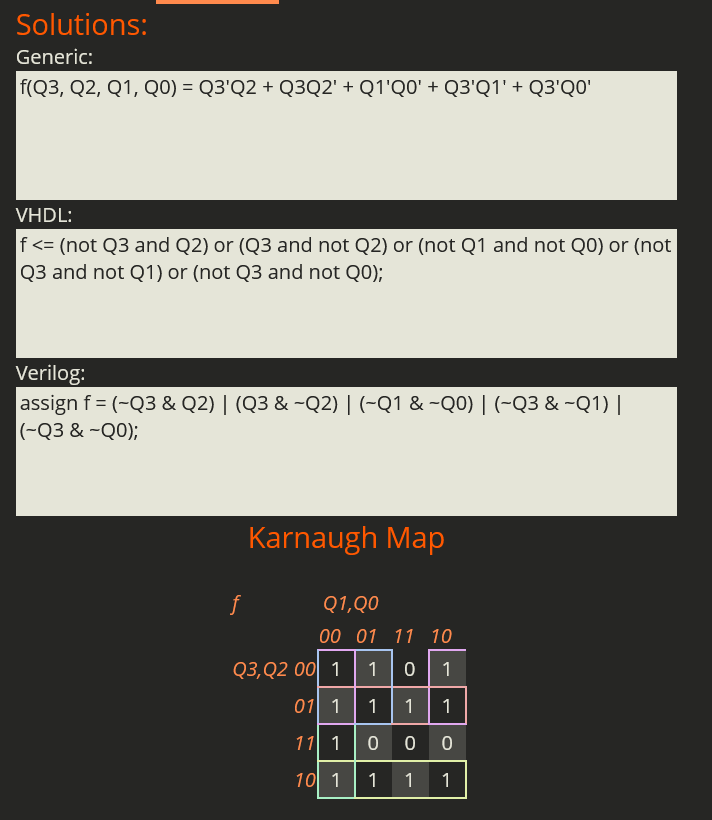 Solutions:
Generic:
f(Q3, Q2, Q1, Q0) = Q3'Q2 + Q3Q2' + Q1'Q0' + Q3'Q1' + Q3'Q0'
VHDL:
f <= (not Q3 and Q2) or (Q3 and not Q2) or (not Q1 and not Q0) or (not
Q3 and not Q1) or (not Q3 and not Q0);
Verilog:
assign f = (~Q3 & Q2) | (Q3 & ~Q2) | (~Q1 & ~Q0) | (~Q3 & ~Q1) |
(~Q3 & ~Q0);
Karnaugh Map
f Q1,Q0
00 01 11 10
Q3,Q2 00 1 1 0 1
01 1 1 1 1
11 1 0 0 0
10 1 1 1 1